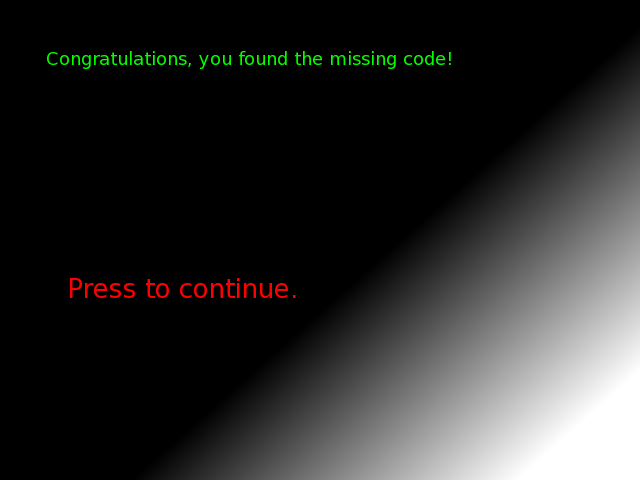 Congratulations, you found the missing code!
Press to continue.